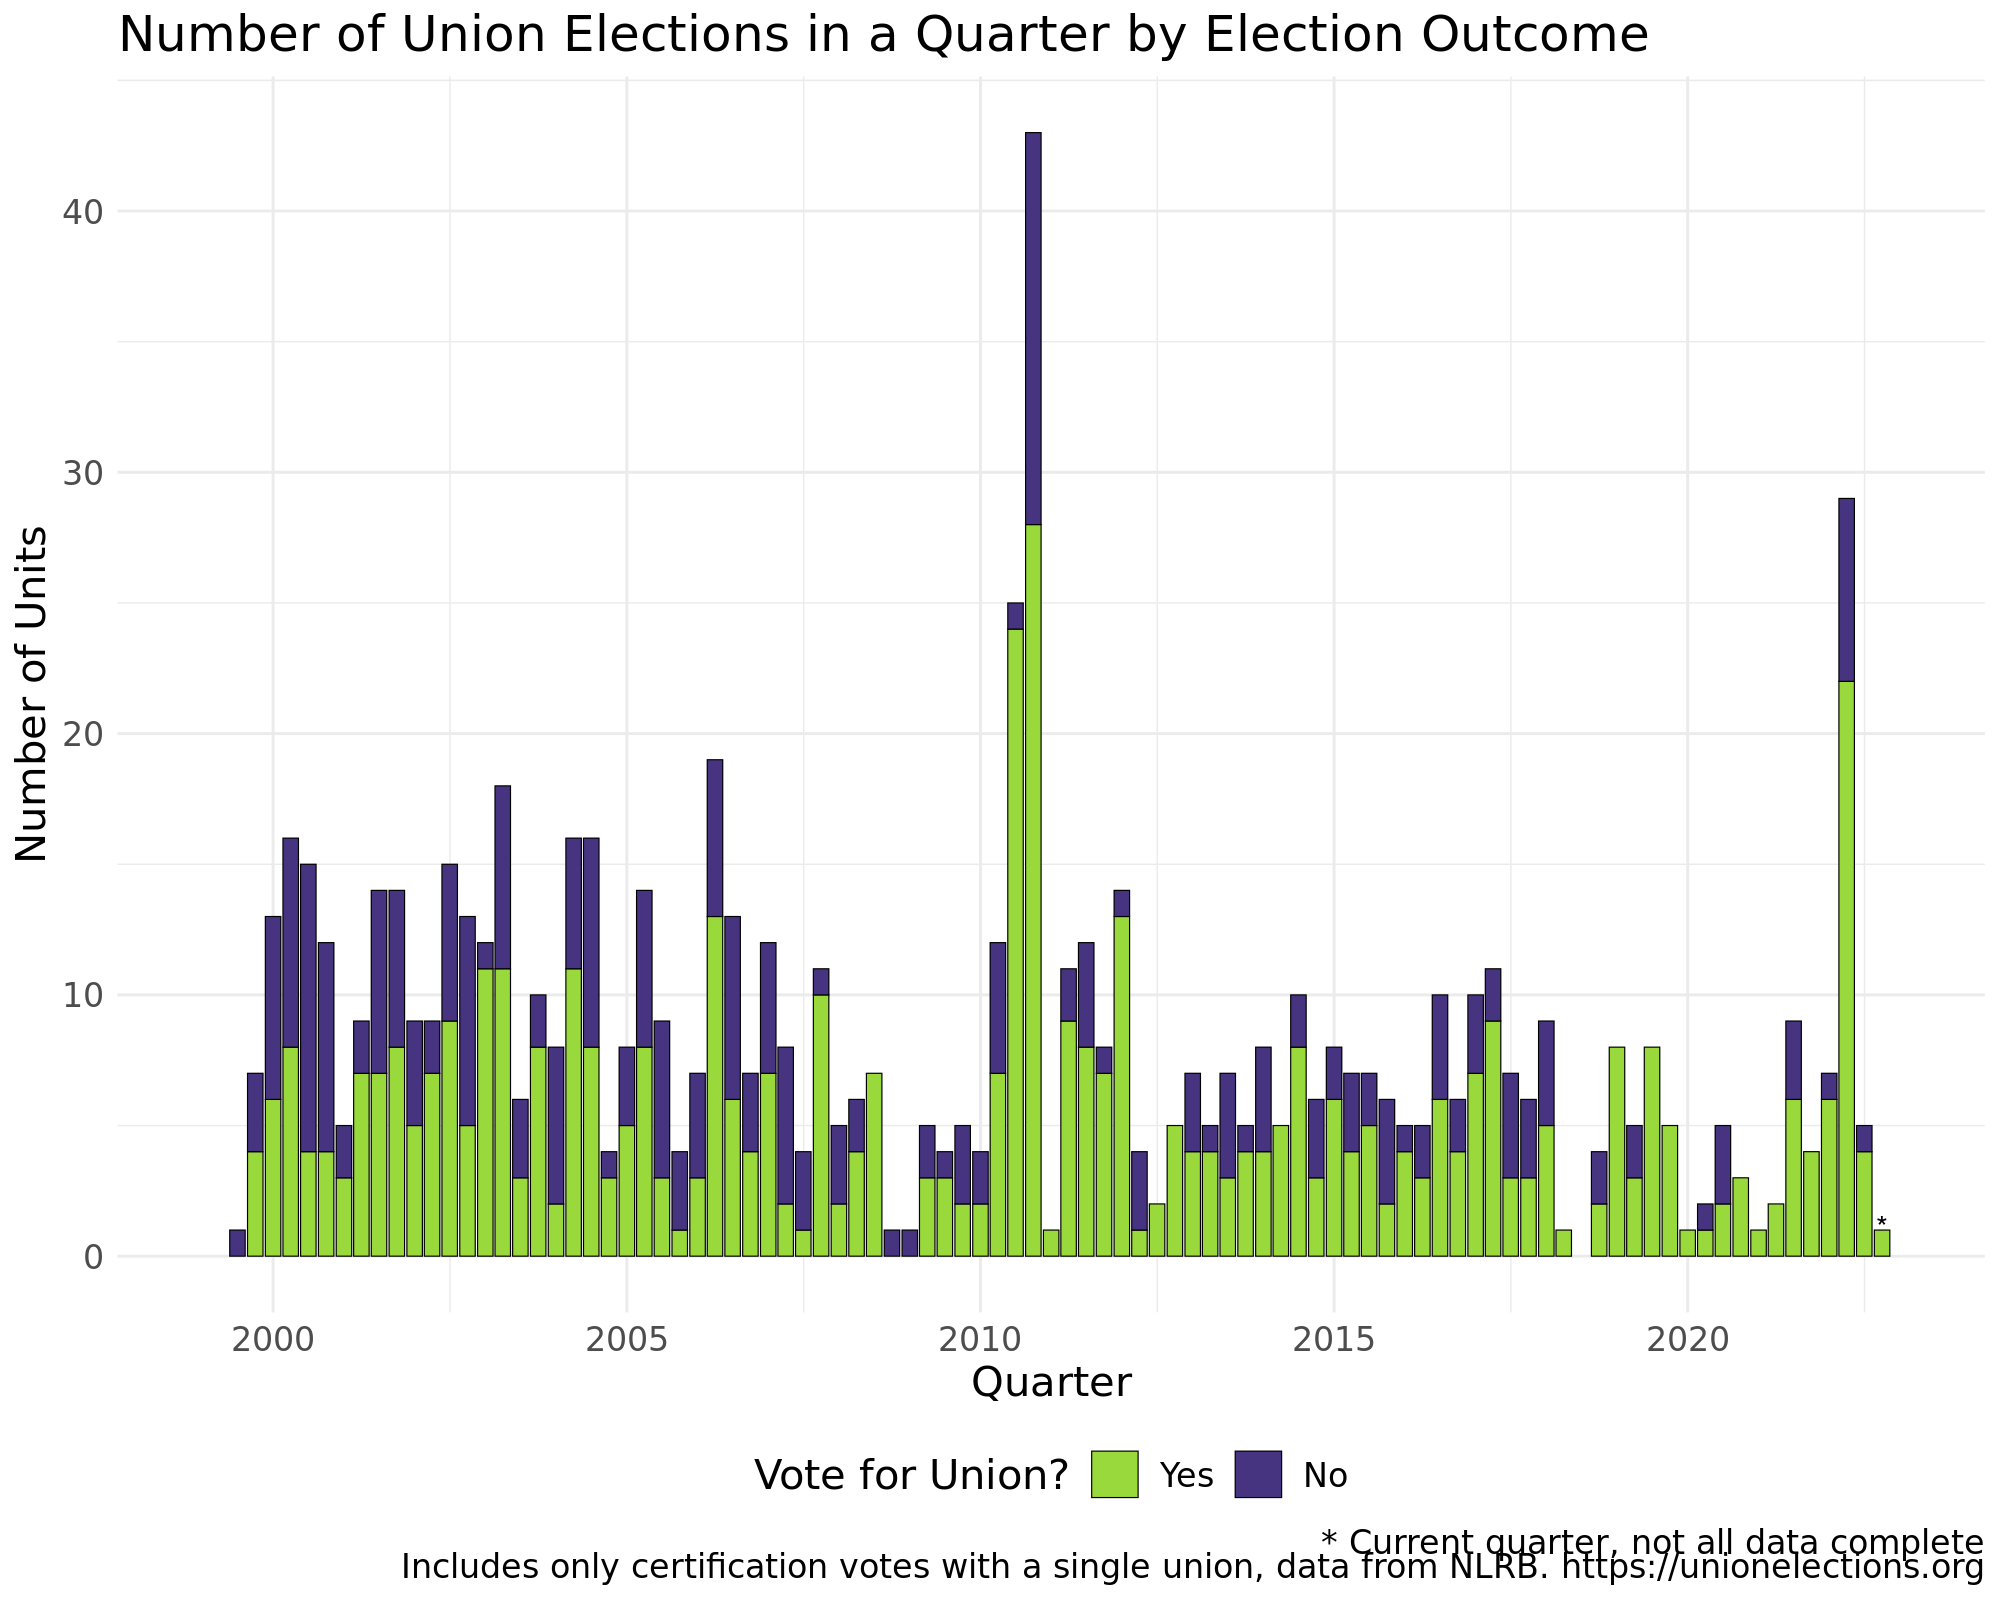 Number of Union Elections in a Quarter by Election Outcome
Number of Units
40
30
20
10
0
*
2000 2005 2010 2015 2020
Quarter
Vote for Union? Yes No
* Current quarter, not all data complete
Includes only certification votes with a single union, data from NLRB. https://unionelections.org